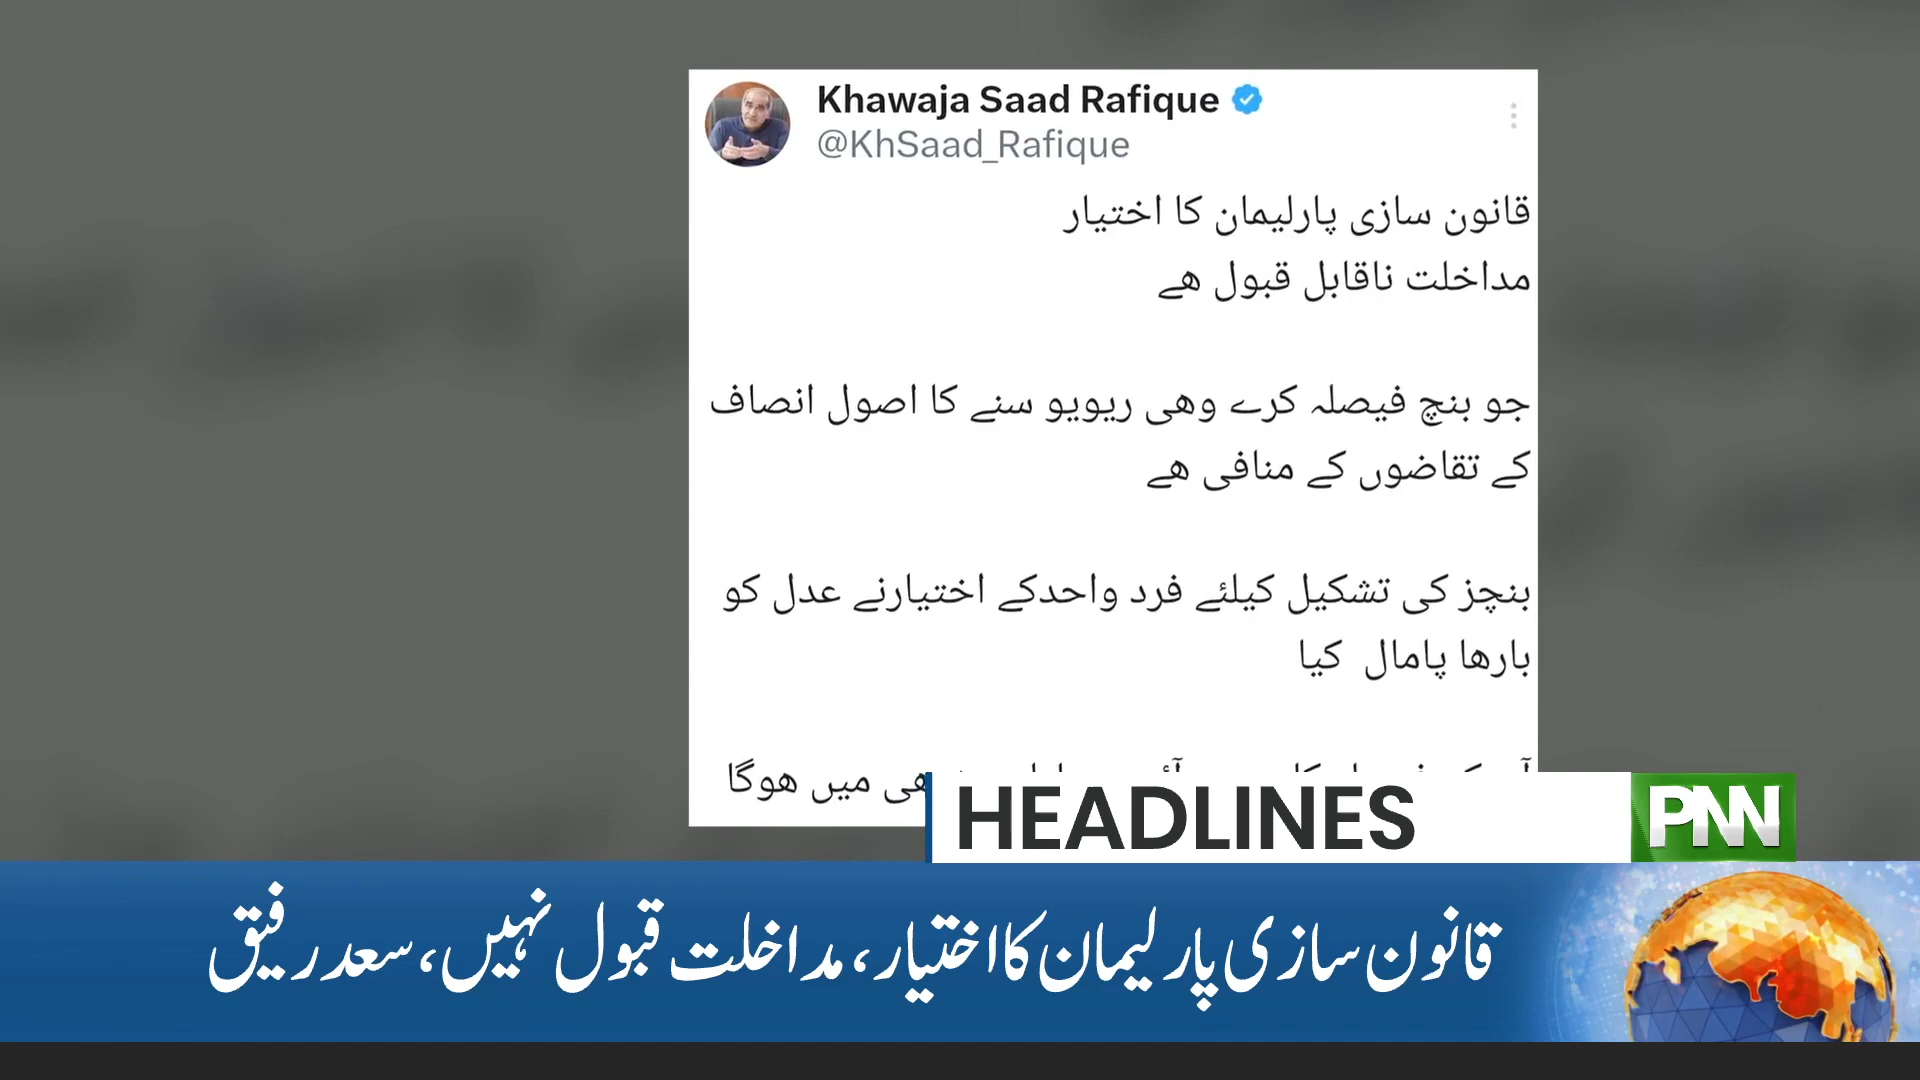 Khawaja Saad Rafique
@KhSaad_Rafique
قانون سازی پارلیمان کا اختیار
مداخلت ناقابل قبول ھے
جو بنچ فیصلہ کرے وھی ریویو سنے کا اصول انصاف
کے تقاضوں کے منافی ھے
بنچز کی تشکیل کیلئے فرد واحدکے اختیارنے عدل کو
بارھا پامال کیا
میں ھوگا
HEADLINES
PNN
قانون سازی پارلیمان کا اختیار، مداخلت قبول نہیں، سعد رفیق